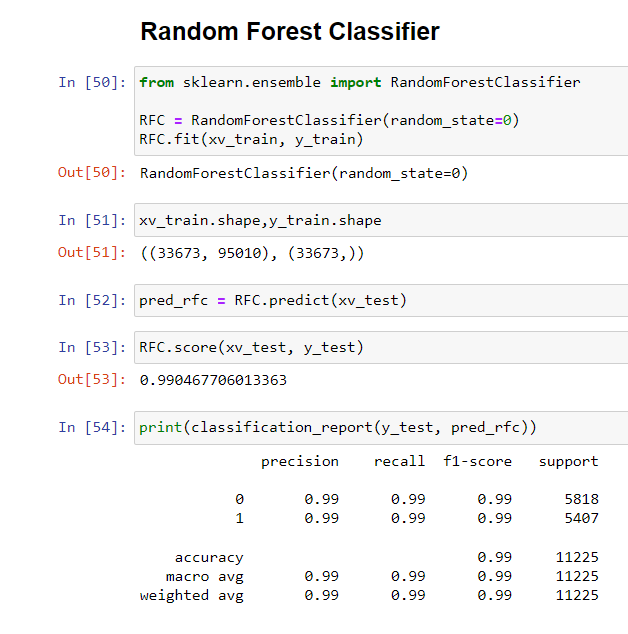 Random Forest Classifier
In [50]: from sklearn.ensemble import RandomForestClassifier
RFC = RandomForestClassifier(random_state=0)
RFC.fit(xv_train, y_train)
Out[50]: RandomForestClassifier(random_state=0)
In [51]: xv_train.shape,y_train.shape
Out[51]: ((33673, 95010), (33673,))
In [52]: pred_rfc = RFC.predict(xv_test)
In [53]: RFC.score(xv_test, y_test)
Out[53]: 0.990467706013363
In [54]: print(classification_report(y_test, pred_rfc))
precision recall f1-score support
0 0.99 0.99 0.99 5818
1 0.99 0.99 0.99 5407
accuracy 0.99 11225
macro avg 0.99 0.99 0.99 11225
weighted avg 0.99 0.99 0.99 11225